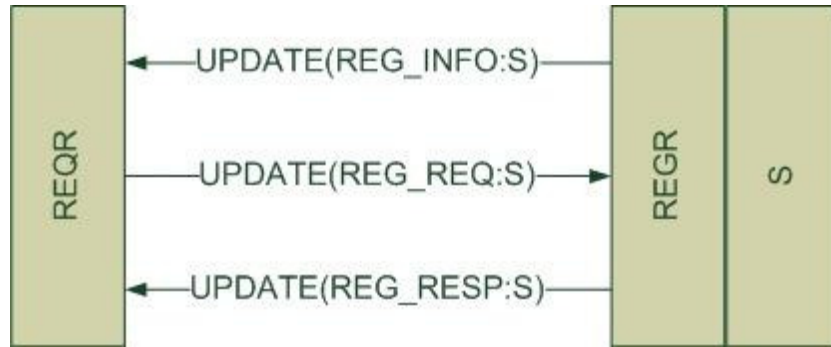 UPDATE(REG_INFO:S)
REQR
UPDATE(REG_REQ:S)
REGR
S
UPDATE(REG_RESP:S)